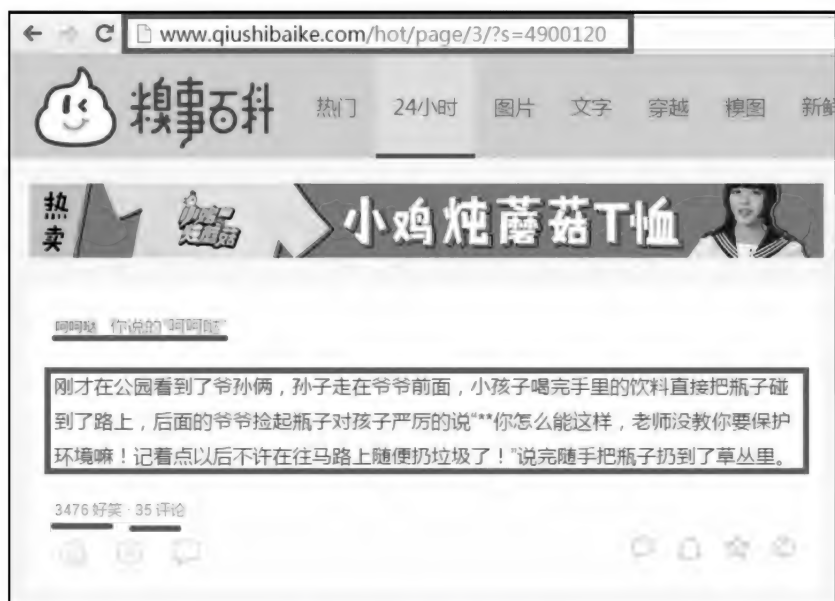 www.qiushibaike.com/hot/page/3/?s=4900120
糗事百科 热门 24小时 图片 文字 穿越 糗图 新鲜
热卖
小鸡炖蘑菇
小鸡炖蘑菇T恤
呵呵哒 你说的"呵呵哒"
刚才在公园看到了爷孙俩，孙子走在爷爷前面，小孩子喝完手里的饮料直接把瓶子碰
到了路上，后面的爷爷捡起瓶子对孩子严厉的说"**你怎么能这样，老师没教你要保护
环境嘛！记着点以后不许在往马路上随便扔垃圾了！"说完随手把瓶子扔到了草丛里。
3476 好笑 · 35 评论